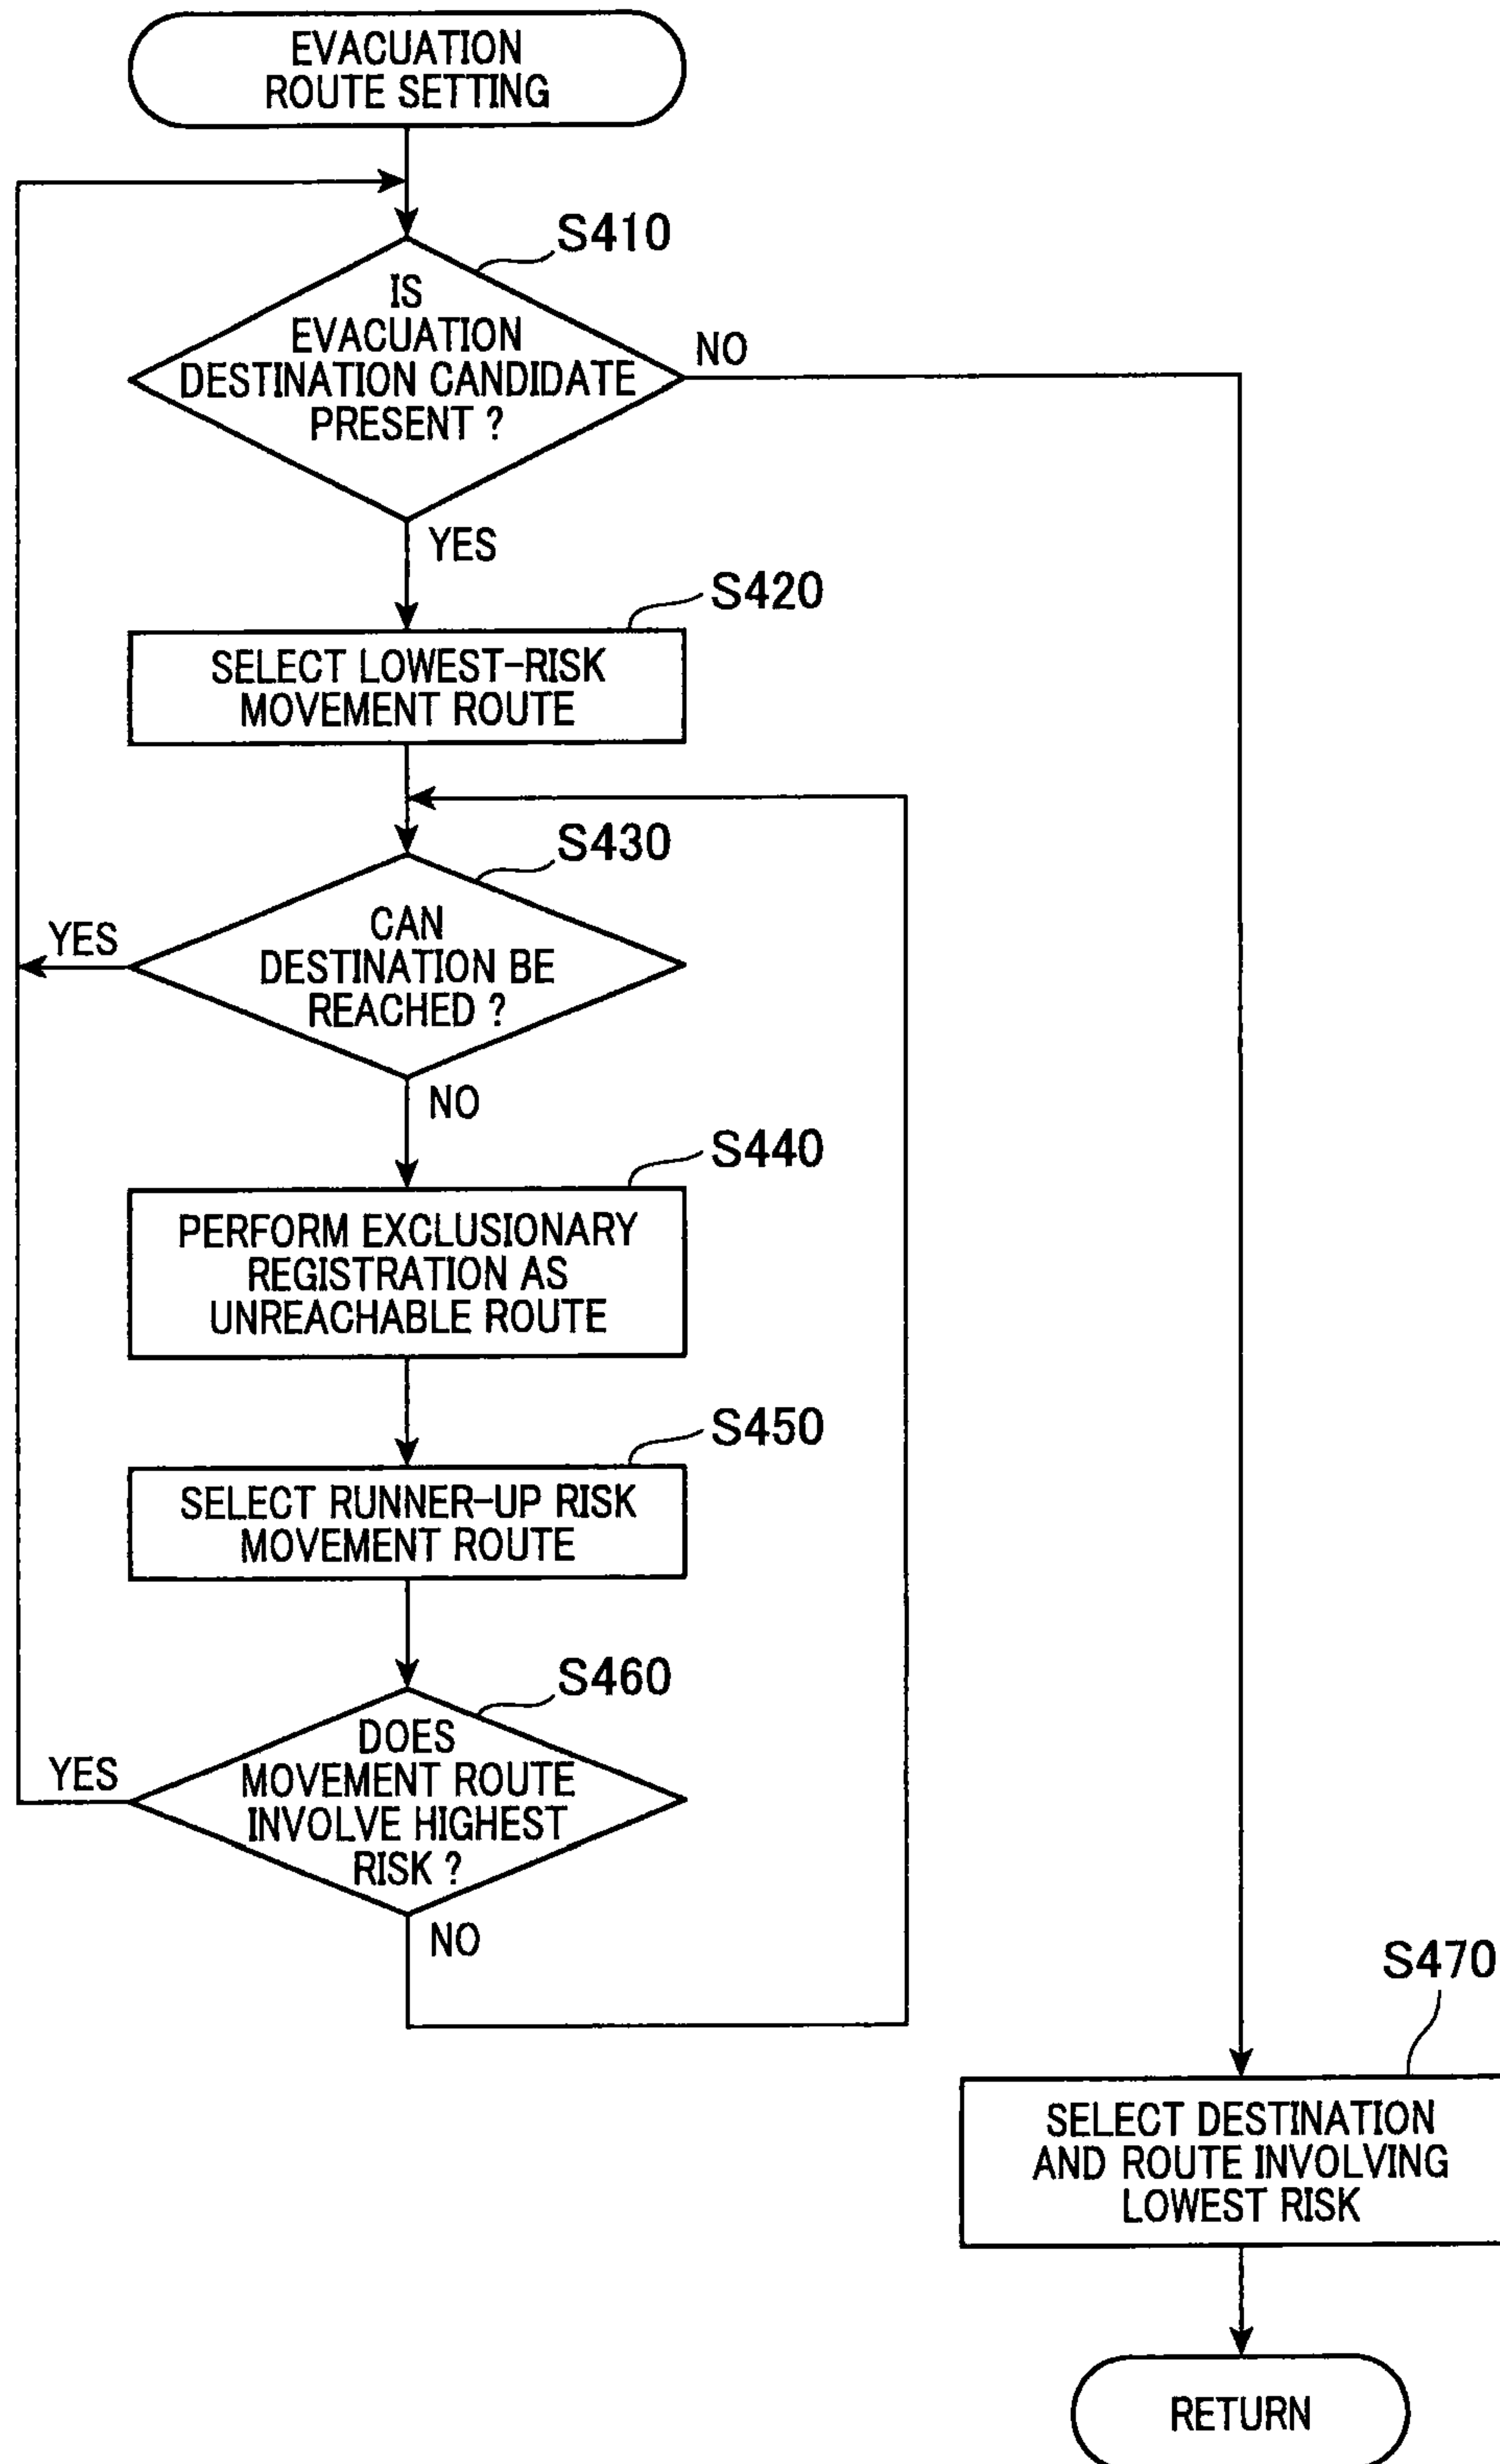 EVACUATION
ROUTE SETTING
S410
IS
EVACUATION
DESTINATION CANDIDATE
PRESENT ?
NO
YES
S420
SELECT LOWEST-RISK
MOVEMENT ROUTE
S430
CAN
DESTINATION BE
REACHED ?
YES
NO
S440
PERFORM EXCLUSIONARY
REGISTRATION AS
UNREACHABLE ROUTE
S450
SELECT RUNNER-UP RISK
MOVEMENT ROUTE
S460
DOES
MOVEMENT ROUTE
INVOLVE HIGHEST
RISK ?
YES
NO
S470
SELECT DESTINATION
AND ROUTE INVOLVING
LOWEST RISK
RETURN